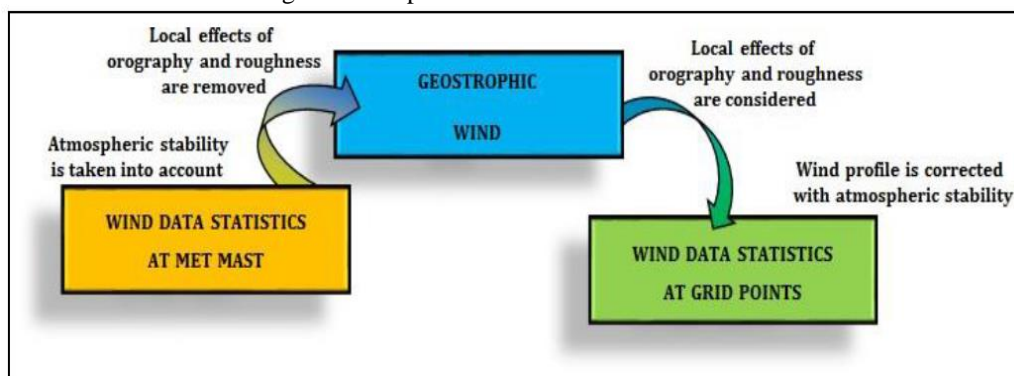 Local effects of
orography and roughness
are removed
GEOSTROPHIC
WIND
Local effects of
orography and roughness
are considered
Atmospheric stability
is taken into account
Wind profile is corrected
with atmospheric stability
WIND DATA STATISTICS
AT MET MAST
WIND DATA STATISTICS
AT GRID POINTS